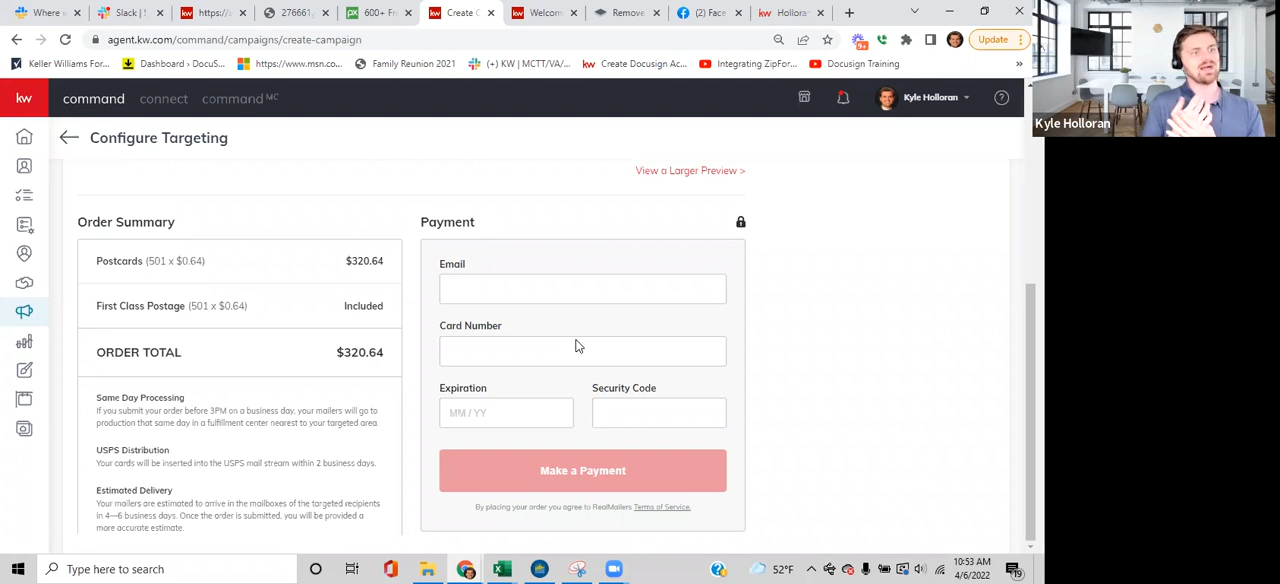 Where
Slack |
https://
276661
600+ Fr
Create C
Welcom
Remove
(2) Face
Hollora
agent.kw.com/command/campaigns/create-campaign
9+
Update
Keller Williams For...
Dashboard › DocuS...
https://www.msn.co...
Family Reunion 2021
(+) KW | MCTT/VA/...
Create Docusign Ac...
Integrating ZipFor...
Docusign Training
»
kw
command
connect
command MC
Kyle Holloran
Kyle Holloran
Configure Targeting
View a Larger Preview >
Order Summary
Postcards (501 x $0.64) $320.64
First Class Postage (501 x $0.64) Included
ORDER TOTAL $320.64
Same Day Processing
If you submit your order before 3PM on a business day, your mailers will go to
production that same day in a fulfillment center nearest to your targeted area.
USPS Distribution
Your cards will be inserted into the USPS mail stream within 2 business days.
Estimated Delivery
Your mailers are estimated to arrive in the mailboxes of the targeted recipients
in 4—6 business days. Once the order is submitted, you will be provided a
more accurate estimate.
Payment
Email
Card Number
Expiration Security Code
MM / YY
Make a Payment
By placing your order you agree to RealMailers Terms of Service.
Type here to search
52°F
10:53 AM
4/6/2022
19